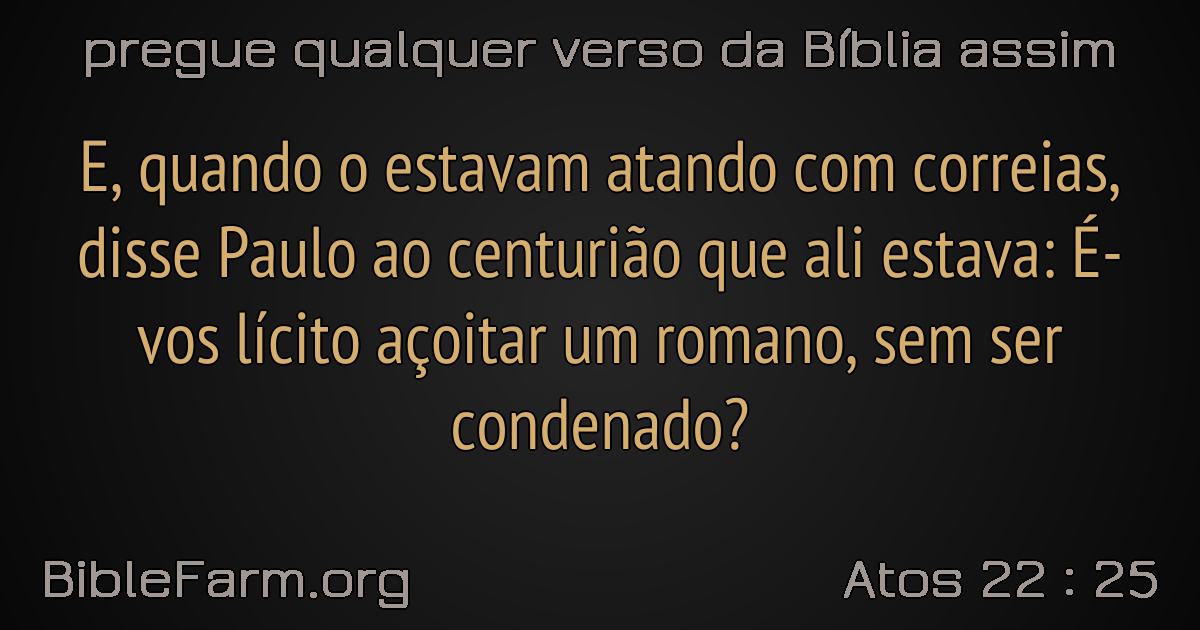 pregue qualquer verso da Bíblia assim
E, quando o estavam atando com correias,
disse Paulo ao centurião que ali estava: É-
vos lícito açoitar um romano, sem ser
condenado?
BibleFarm.org
Atos 22 : 25